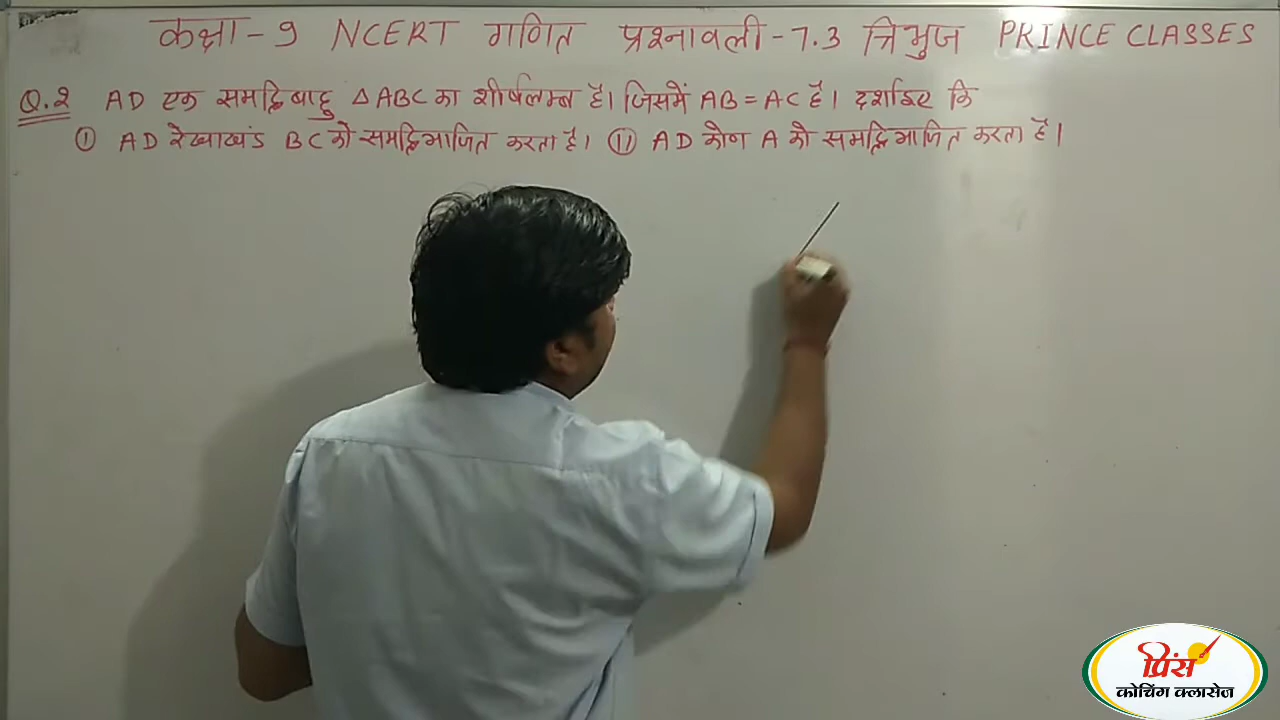 कक्षा-9 NCERT गणित प्रश्नावली-7.3 त्रिभुज PRINCE CLASSES
Q.2 AD एक समद्विबाहु △ABC का शीर्षलम्ब है। जिसमें AB=AC है। दर्शाइए कि
① AD रेखाखंड BC को समद्विभाजित करता है। ⑪ AD कोण A को समद्विभाजित करता है।
प्रिंस
कोचिंग क्लासेज